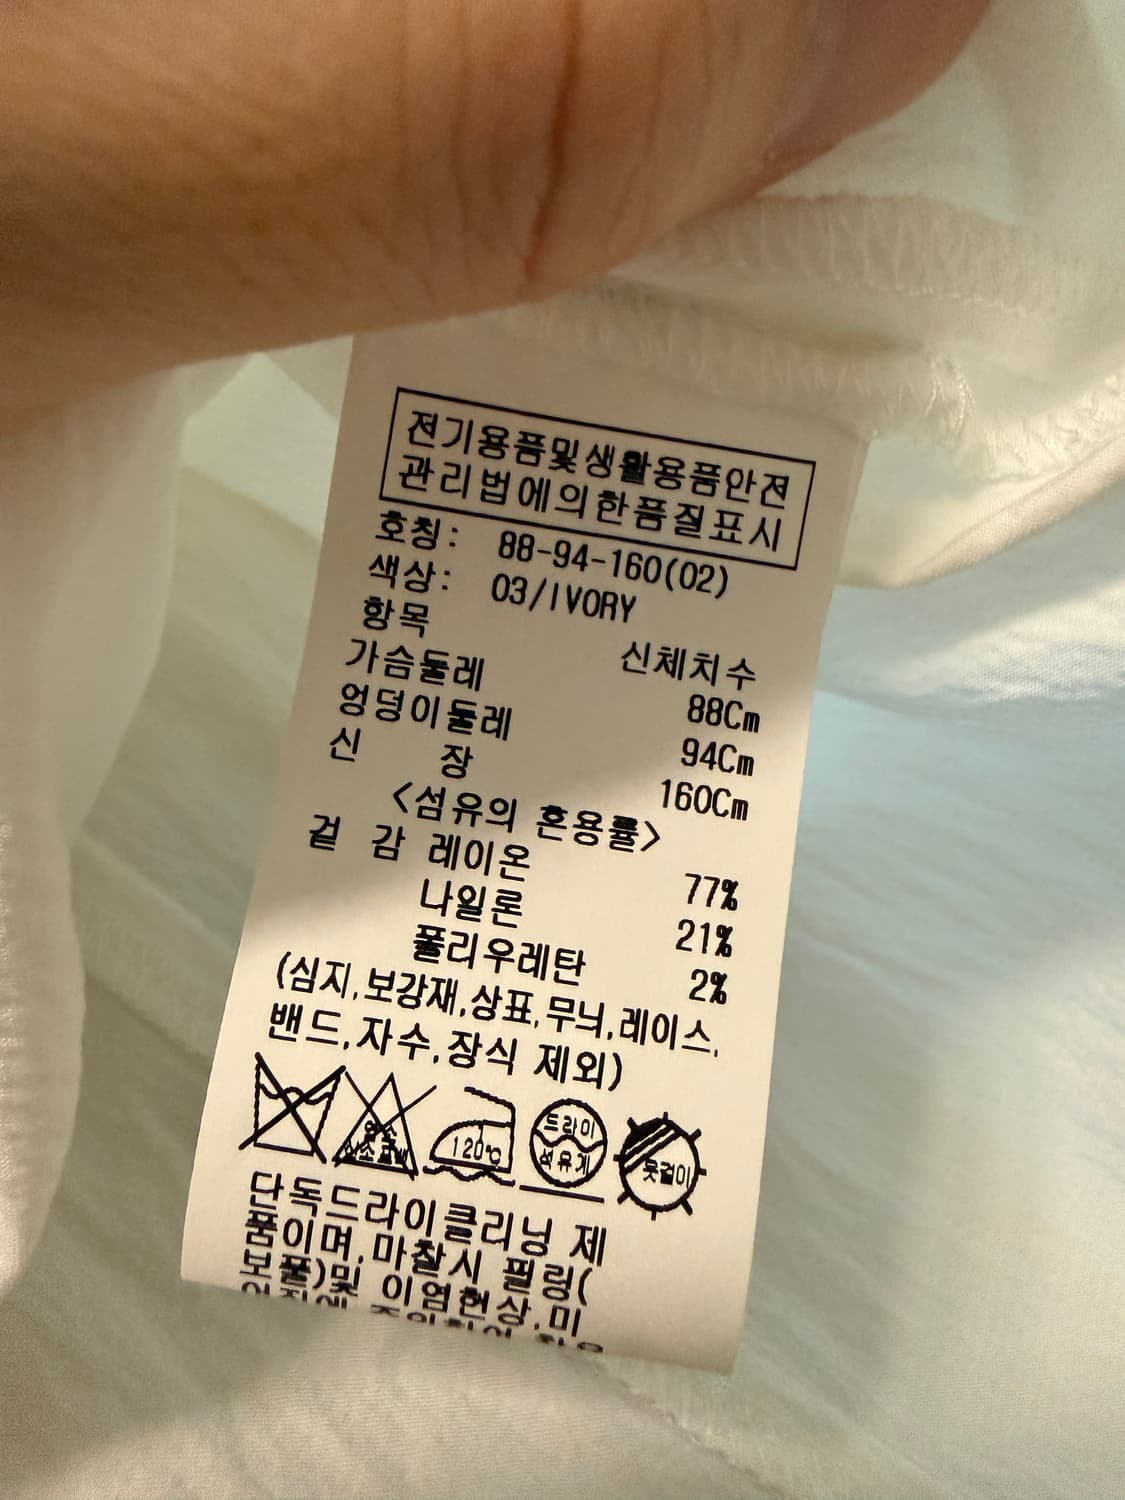 전기용품및생활용품안전
관리법에의한품질표시
호칭: 88-94-160(02)
색상: 03/IVORY
항목 신체치수
가슴둘레 88Cm
엉덩이둘레 94Cm
신 장 160Cm
<섬유의 혼용률>
겉 감 레이온 77%
나일론 21%
폴리우레탄 2%
(심지,보강재,상표,무늬,레이스,
밴드,자수,장식 제외)
120℃
드라이
석유계
옷걸이
단독드라이클리닝 제
품이며,마찰시 필링(
보풀)및 이염현상,미